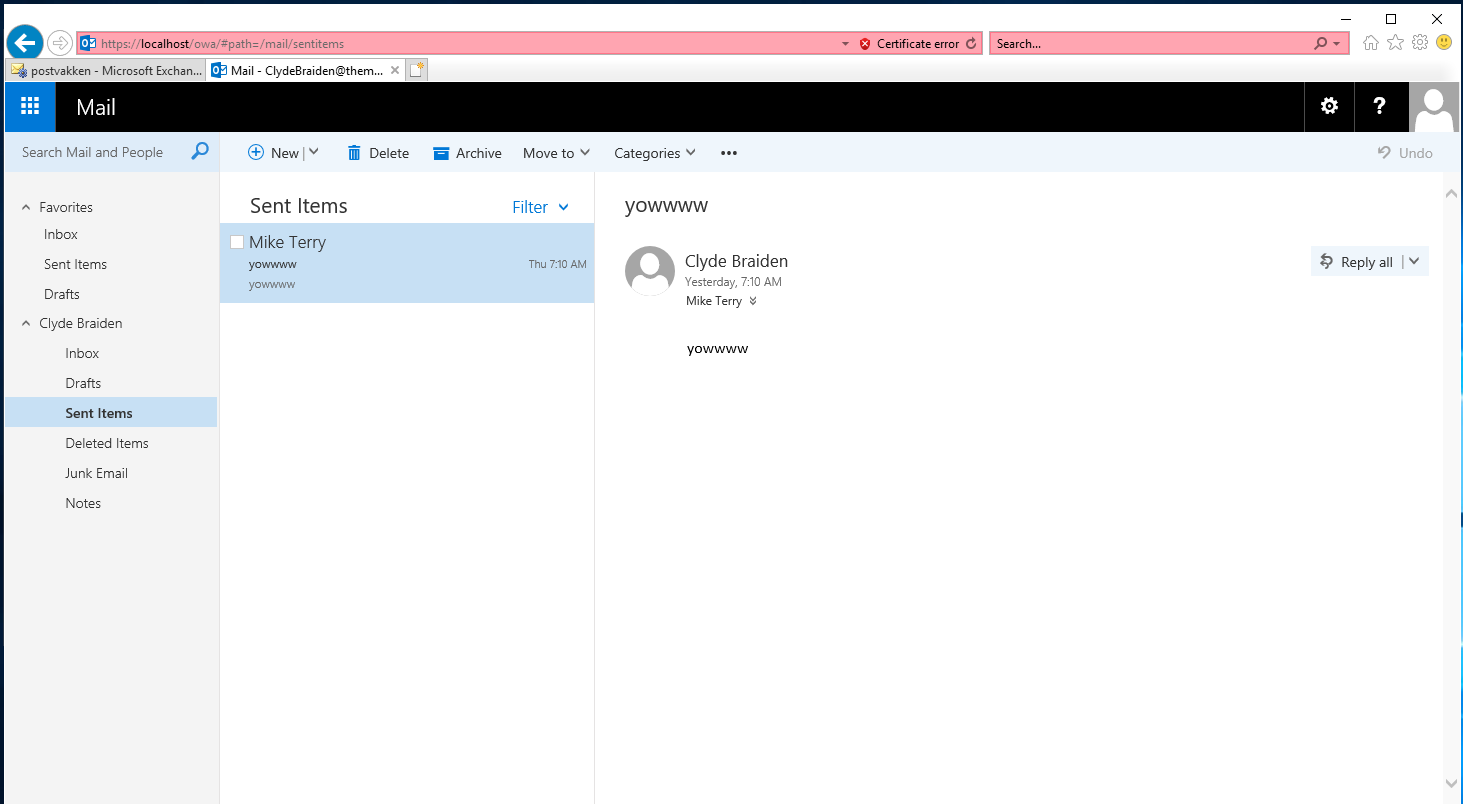 https://localhost/owa/#path=/mail/sentitems
Certificate error
Search...
postvakken - Microsoft Exchan...
Mail - ClydeBraiden@them...
Mail
?
Search Mail and People
New
Delete
Archive
Move to
Categories
•••
Undo
Favorites
Inbox
Sent Items
Drafts
Clyde Braiden
Inbox
Drafts
Sent Items
Deleted Items
Junk Email
Notes
Sent Items
Filter
Mike Terry
yowwww
Thu 7:10 AM
yowwww
yowwww
Clyde Braiden
Yesterday, 7:10 AM
Mike Terry
Reply all
yowwww